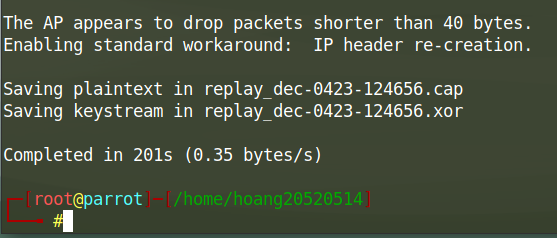 The AP appears to drop packets shorter than 40 bytes.
Enabling standard workaround:  IP header re-creation.
Saving plaintext in replay_dec-0423-124656.cap
Saving keystream in replay_dec-0423-124656.xor
Completed in 201s (0.35 bytes/s)
┌─[root@parrot]─[/home/hoang20520514]
└──╼ #